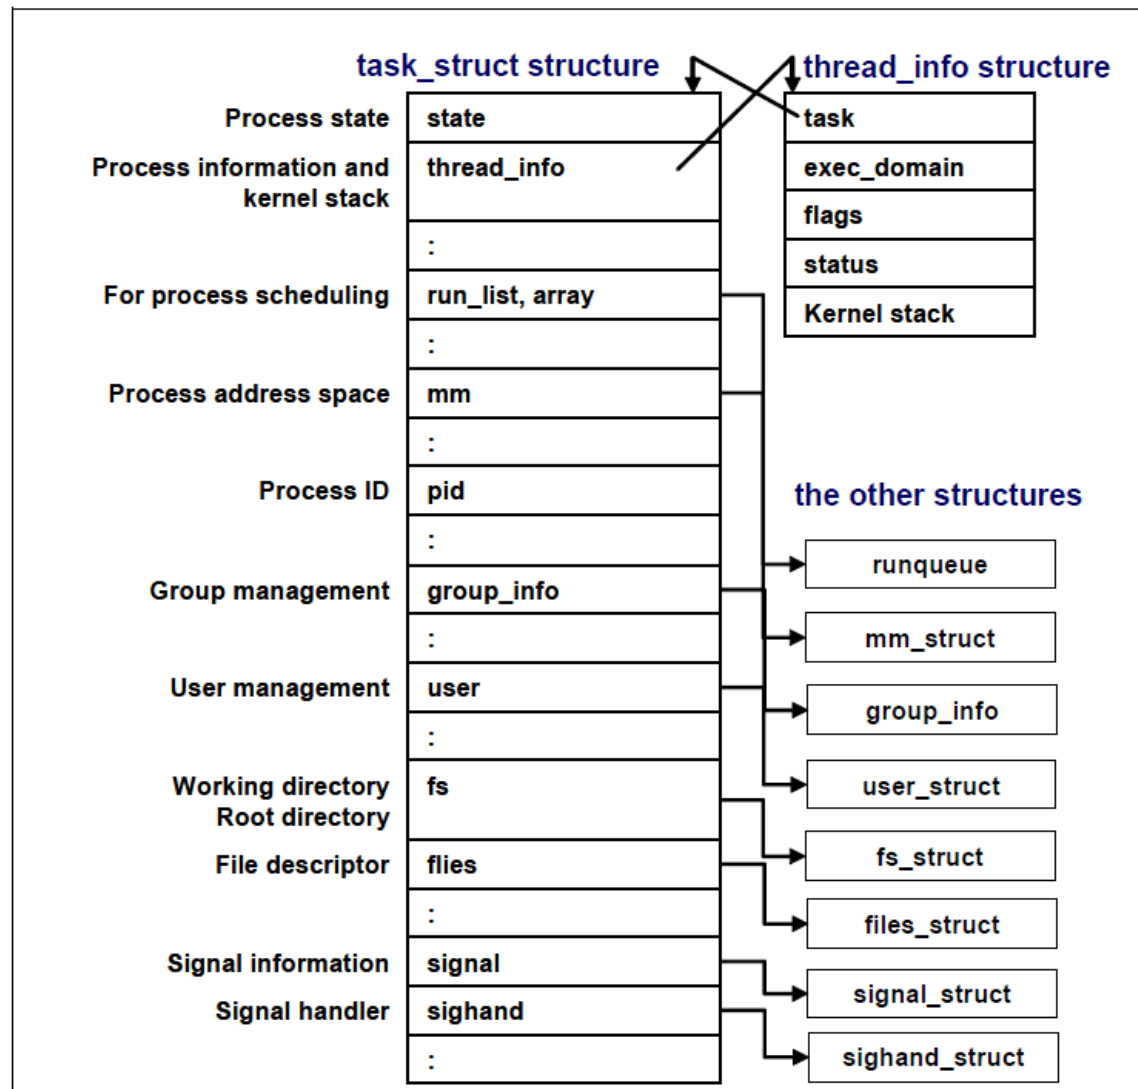 task_struct structure
thread_info structure
Process state
state
task
Process information and
kernel stack
thread_info
exec_domain
flags
:
status
For process scheduling
run_list, array
Kernel stack
:
Process address space
mm
:
Process ID
pid
the other structures
:
runqueue
Group management
group_info
:
mm_struct
User management
user
group_info
:
Working directory
Root directory
fs
user_struct
File descriptor
flies
fs_struct
:
files_struct
Signal information
signal
signal_struct
Signal handler
sighand
:
sighand_struct